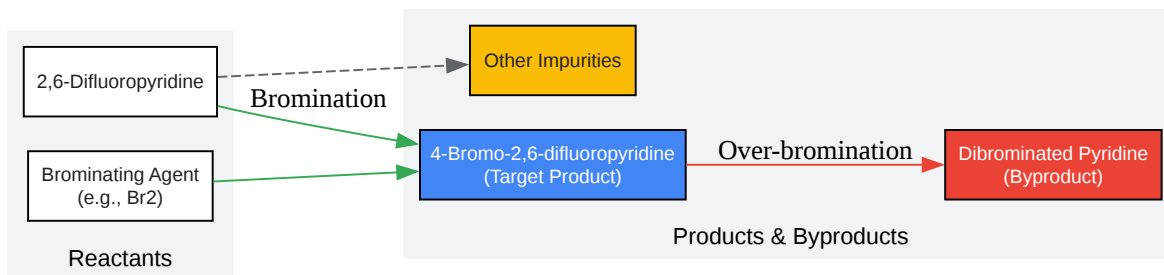 2,6-Difluoropyridine
Brominating Agent
(e.g., Br2)
Reactants
Bromination
Other Impurities
4-Bromo-2,6-difluoropyridine
(Target Product)
Over-bromination
Dibrominated Pyridine
(Byproduct)
Products & Byproducts